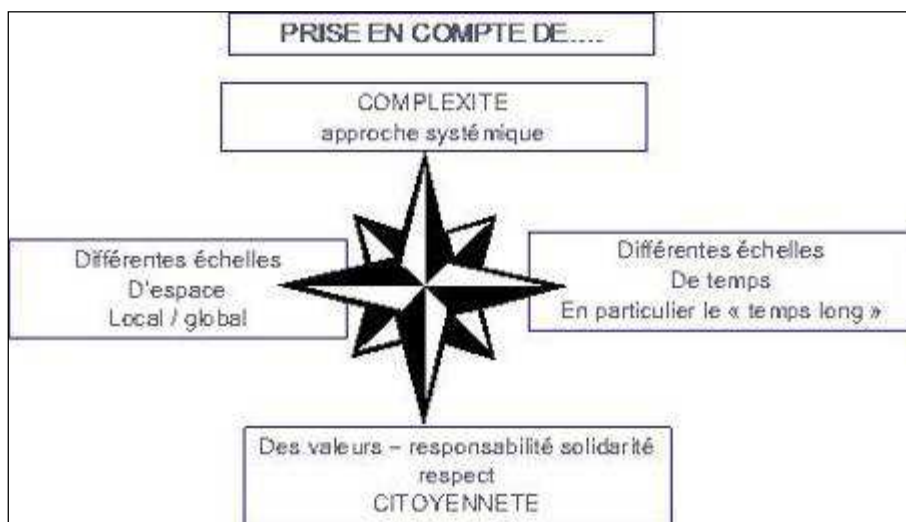 PRISE EN COMPTE DE.....
COMPLEXITE
approche systémique
Différentes échelles
D'espace
Local / global
Différentes échelles
De temps
En particulier le « temps long »
Des valeurs – responsabilité solidarité
respect
CITOYENNETE